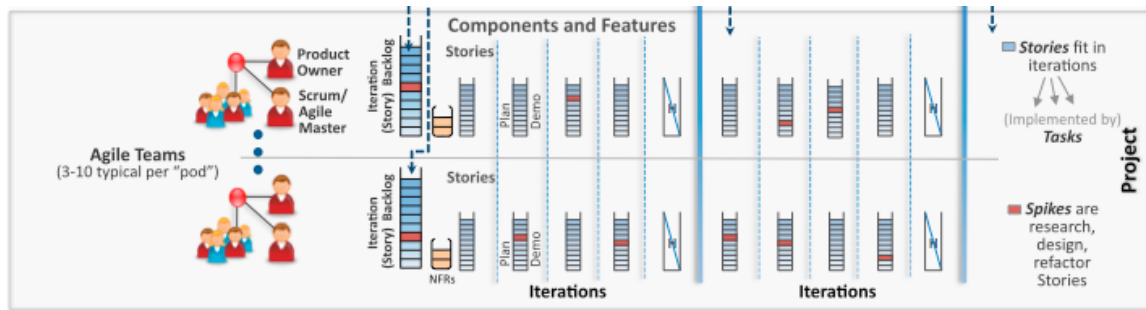 Components and Features
Product
Owner
Scrum/
Agile
Master
Agile Teams
(3-10 typical per “pod”)
Iteration
(Story) Backlog
Stories
Plan
Demo
H
H
Stories fit in
iterations
(Implemented by)
Tasks
Project
Iteration
(Story) Backlog
Stories
NFRs
Plan
Demo
H
H
Iterations
Iterations
Spikes are
research,
design,
refactor
Stories